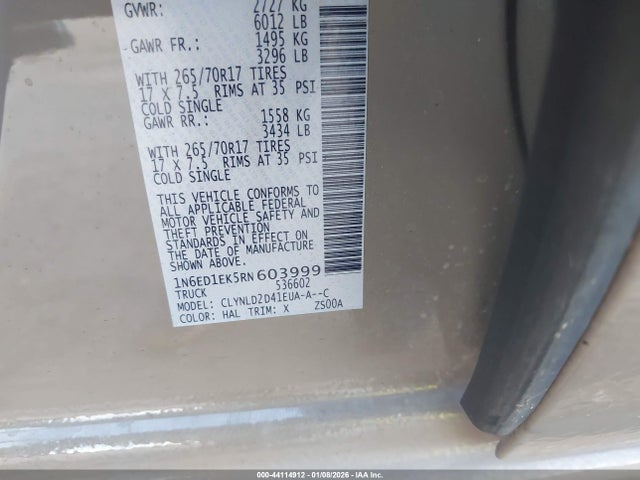 GVWR: 2727 KG
6012 LB
GAWR FR.: 1495 KG
3296 LB
WITH 265/70R17 TIRES
17 X 7.5 RIMS AT 35 PSI
COLD SINGLE
GAWR RR.: 1558 KG
3434 LB
WITH 265/70R17 TIRES
17 X 7.5 RIMS AT 35 PSI
COLD SINGLE
THIS VEHICLE CONFORMS TO
ALL APPLICABLE FEDERAL
MOTOR VEHICLE SAFETY AND
THEFT PREVENTION
STANDARDS IN EFFECT ON
THE DATE OF MANUFACTURE
SHOWN ABOVE.
1N6ED1EK5RN603999
TRUCK 536602
MODEL: CLYNLD2D41EUA-A--C
COLOR: HAL TRIM: X ZS00A
000-44114912 - 01/08/2026 - IAA Inc.